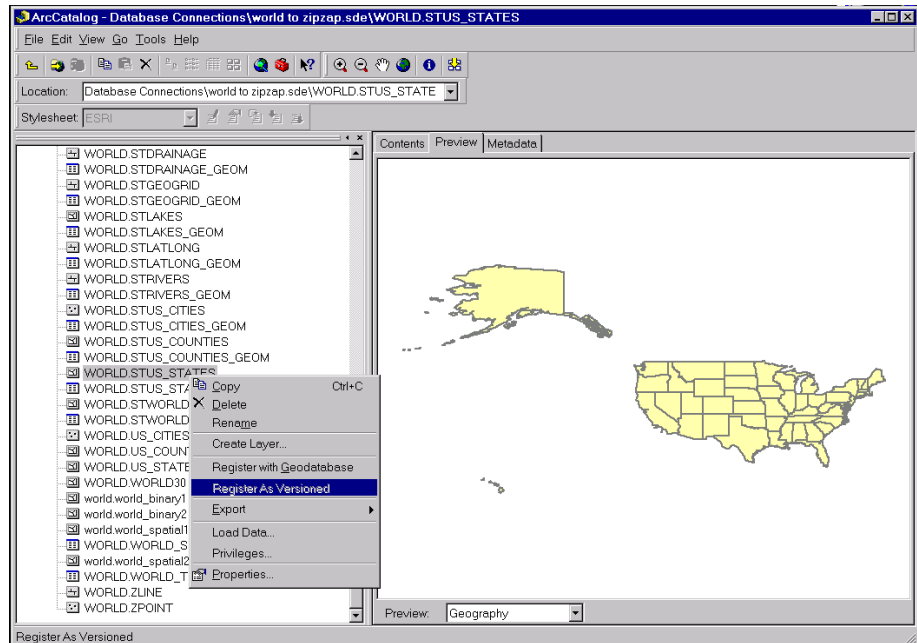 ArcCatalog - Database Connections\world to zipzap.sde\WORLD.STUS_STATES
File Edit View Go Tools Help
Location: Database Connections\world to zipzap.sde\WORLD.STUS_STATE
Stylesheet: ESRI
Contents Preview Metadata
WORLD.STDRAINAGE
WORLD.STDRAINAGE_GEOM
WORLD.STGEOGRID
WORLD.STGEOGRID_GEOM
WORLD.STLAKES
WORLD.STLAKES_GEOM
WORLD.STLATLONG
WORLD.STLATLONG_GEOM
WORLD.STRIVERS
WORLD.STRIVERS_GEOM
WORLD.STUS_CITIES
WORLD.STUS_CITIES_GEOM
WORLD.STUS_COUNTIES
WORLD.STUS_COUNTIES_GEOM
WORLD.STUS_STATES
WORLD.STUS_STA
WORLD.STWORLD
WORLD.STWORLD
WORLD.US_CITIES
WORLD.US_COUN
WORLD.US_STATE
WORLD.WORLD30
world.world_binary1
world.world_binary2
world.world_spatial1
WORLD.WORLD_S
world.world_spatial2
WORLD.WORLD_T
WORLD.ZLINE
WORLD.ZPOINT
Copy Ctrl+C
Delete
Rename
Create Layer...
Register with Geodatabase
Register As Versioned
Export
Load Data...
Privileges...
Properties...
Preview: Geography
Register As Versioned